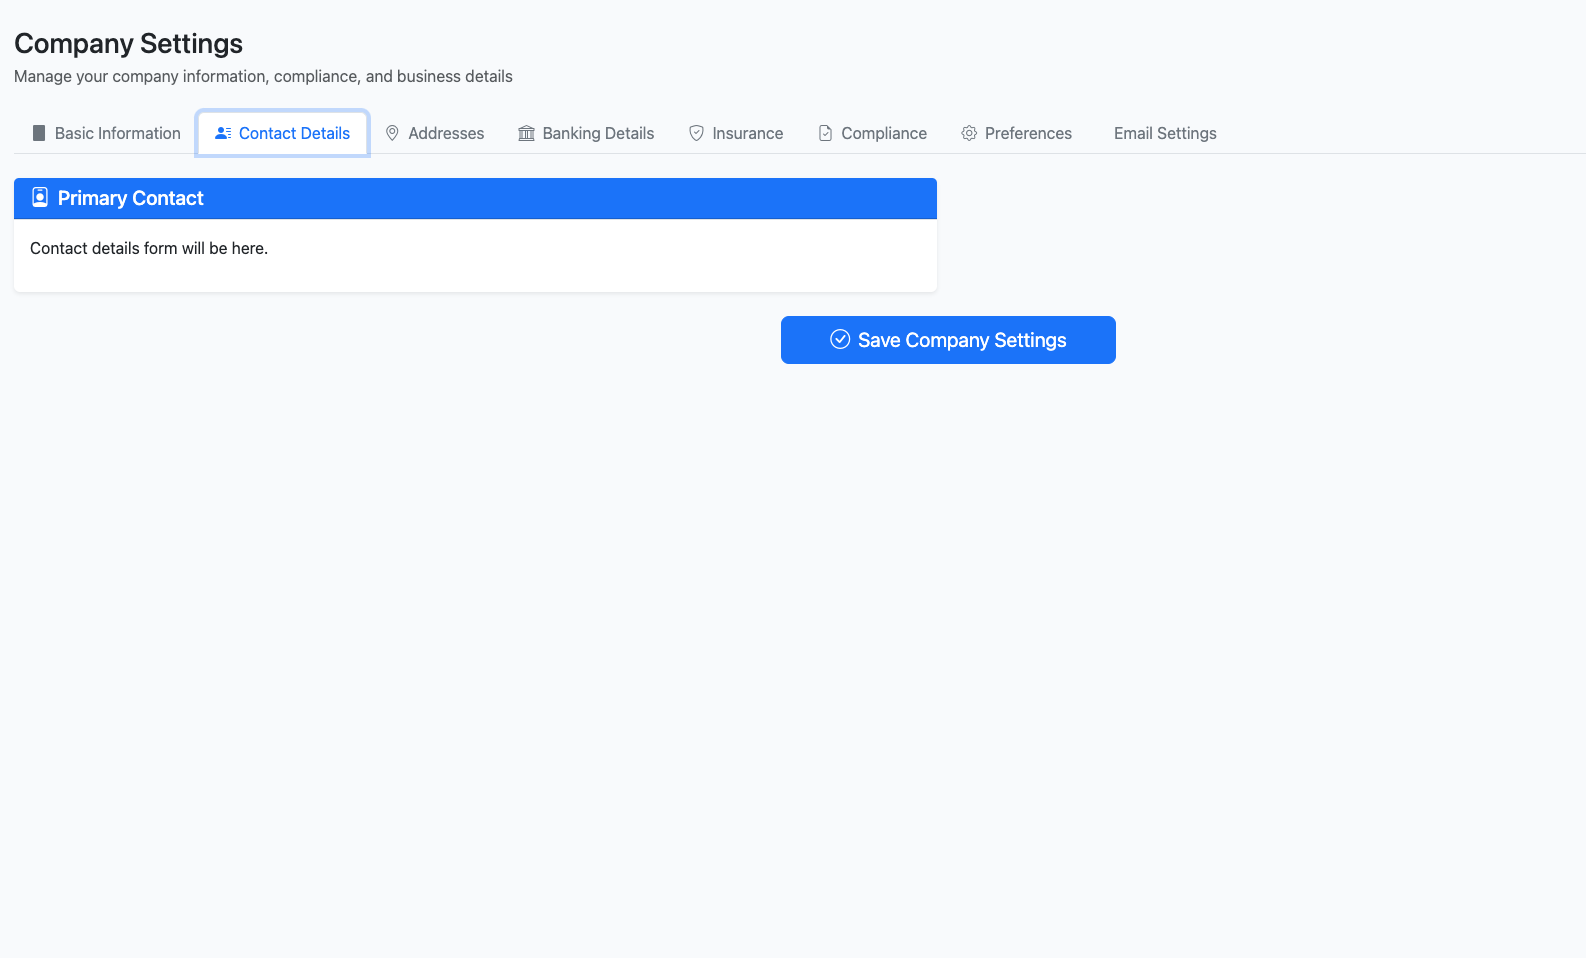 Company Settings
Manage your company information, compliance, and business details
Basic Information Contact Details Addresses Banking Details Insurance Compliance Preferences Email Settings
Primary Contact
Contact details form will be here.
Save Company Settings